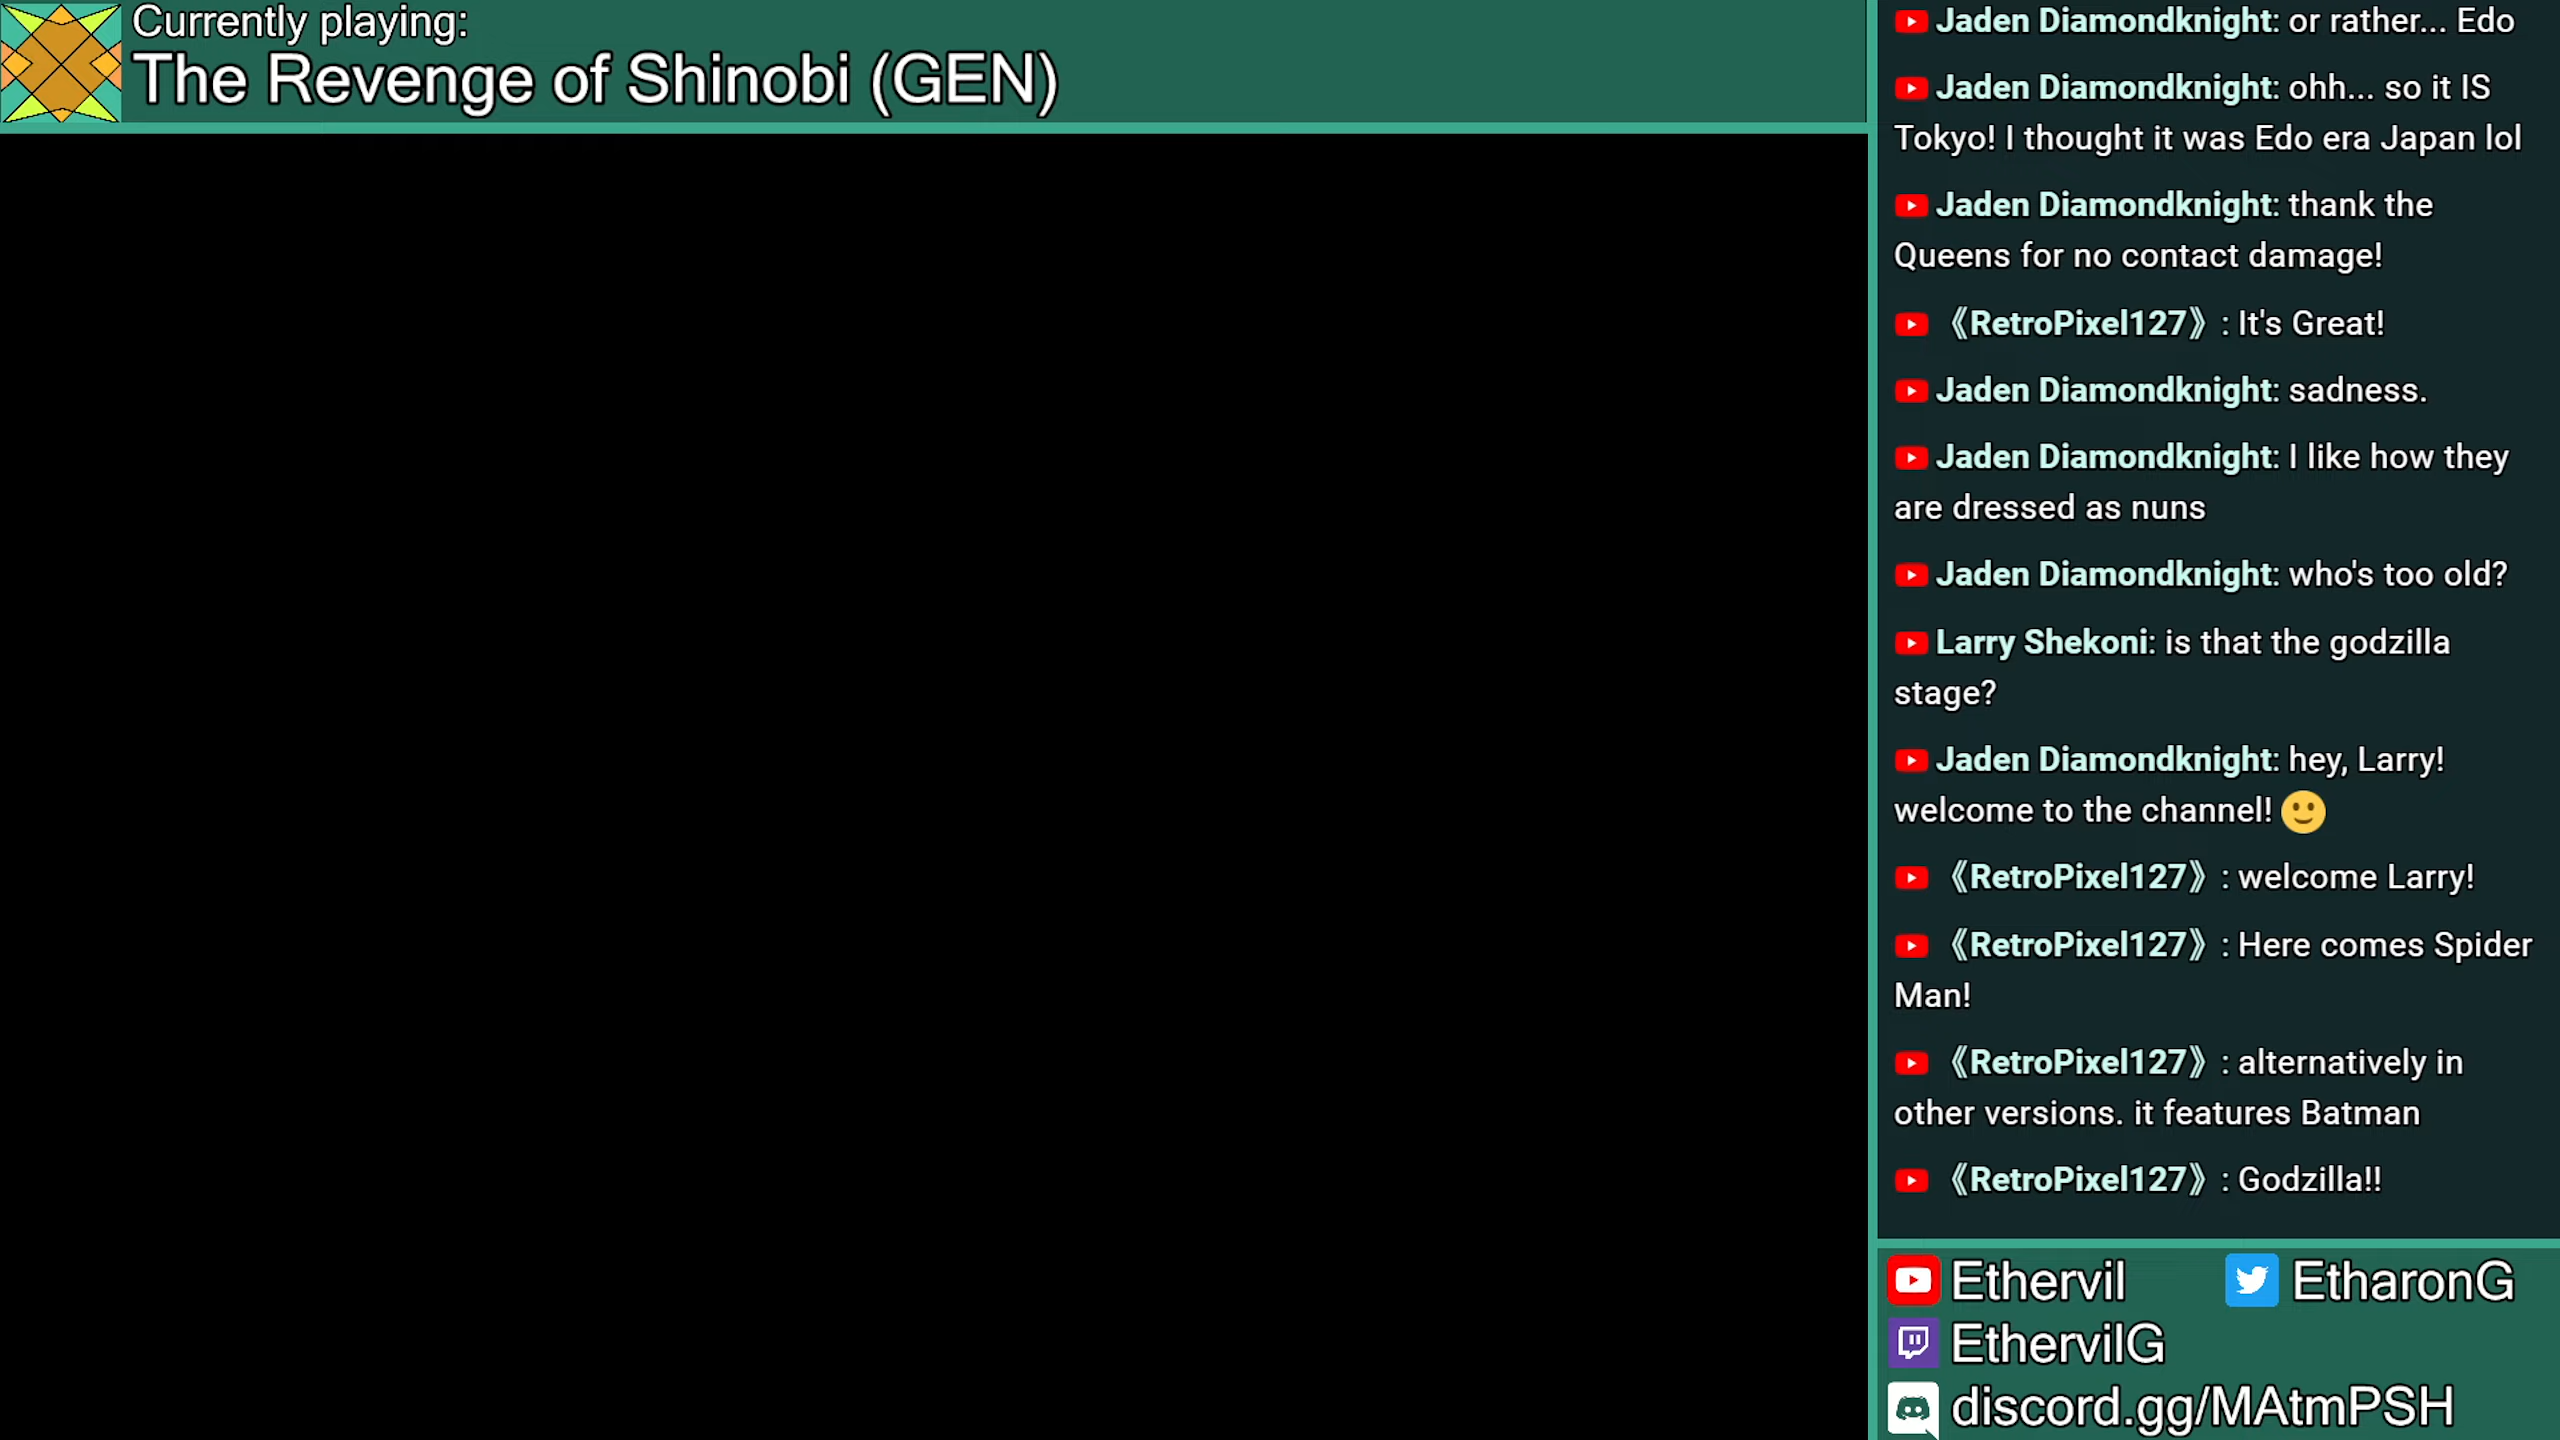 Currently playing:
The Revenge of Shinobi (GEN)
Jaden Diamondknight: or rather... Edo
Jaden Diamondknight: ohh... so it IS
Tokyo! I thought it was Edo era Japan lol
Jaden Diamondknight: thank the
Queens for no contact damage!
《RetroPixel127》 : It's Great!
Jaden Diamondknight: sadness.
Jaden Diamondknight: I like how they
are dressed as nuns
Jaden Diamondknight: who's too old?
Larry Shekoni: is that the godzilla
stage?
Jaden Diamondknight: hey, Larry!
welcome to the channel! 🙂
《RetroPixel127》 : welcome Larry!
《RetroPixel127》 : Here comes Spider
Man!
《RetroPixel127》 : alternatively in
other versions. it features Batman
《RetroPixel127》 : Godzilla!!
Ethervil EtharonG
EthervilG
discord.gg/MAtmPSH